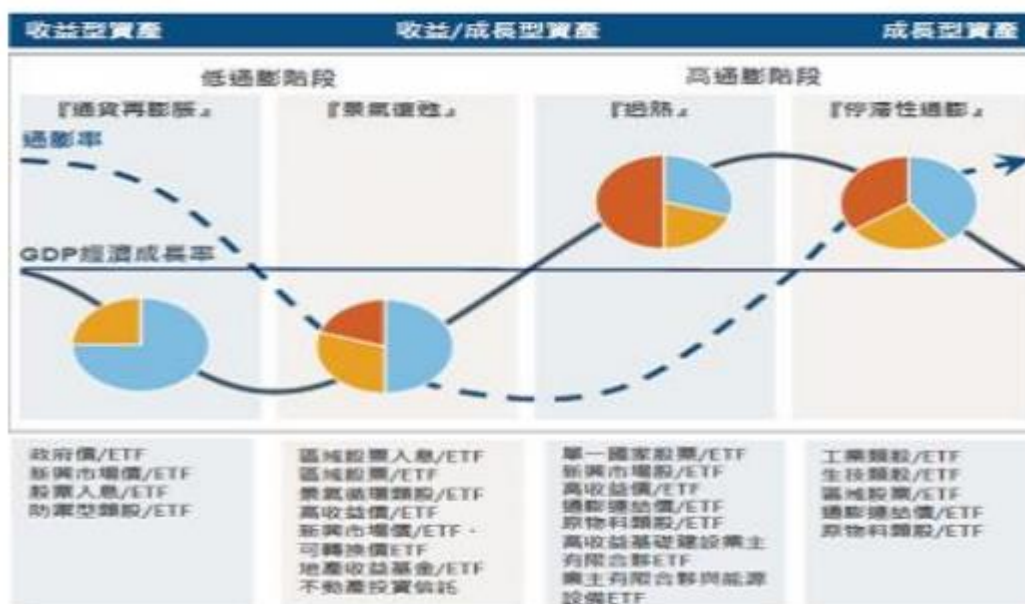 收益型資產
收益/成長型資產
成長型資產
低通膨階段
高通膨階段
『通貨再膨脹』
『景氣復甦』
『過熱』
『停滯性通膨』
通膨率
GDP經濟成長率
政府債/ETF
新興市場債/ETF
股票入息/ETF
防禦型類股/ETF
區域股票入息/ETF
區域股票/ETF
景氣循環類股/ETF
高收益債/ETF
新興市場債/ETF、
可轉換債ETF
地產收益基金/ETF
不動產投資信託
單一國家股票/ETF
新興市場股/ETF
高收益債/ETF
通膨連結債/ETF
原物料類股/ETF
高收益基礎建設業主
有限合夥ETF
業主有限合夥與能源
設備ETF
工業類股/ETF
生技類股/ETF
區域股票/ETF
通膨連結債/ETF
原物料類股/ETF